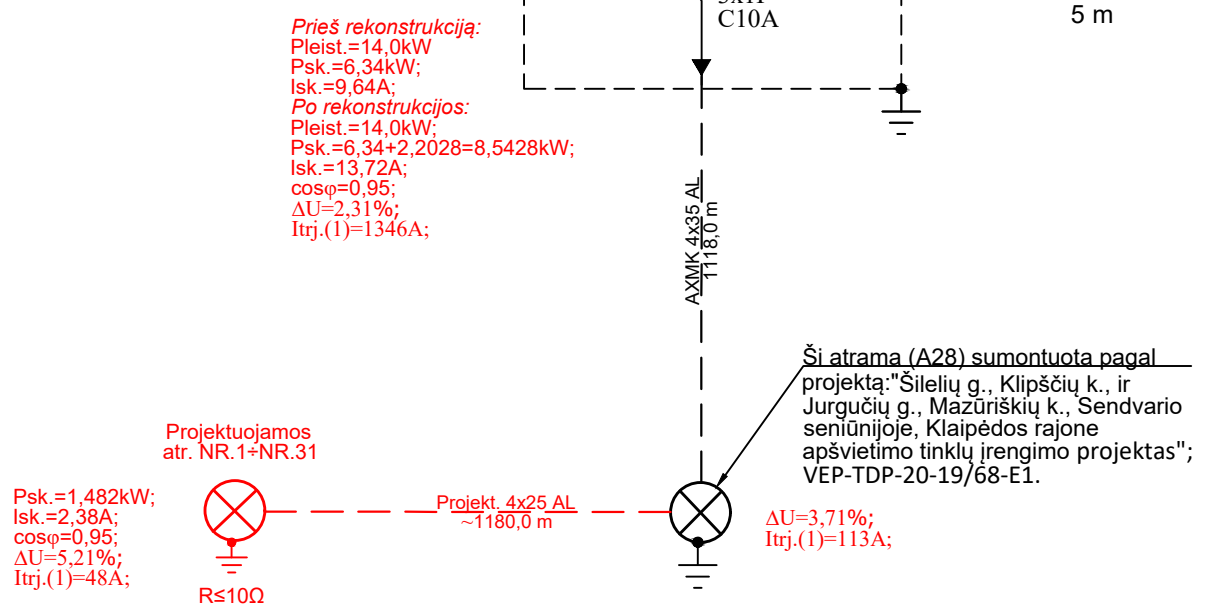 C10A
5 m
Prieš rekonstrukciją:
Pleist.=14,0kW
Psk.=6,34kW;
Isk.=9,64A;
Po rekonstrukcijos:
Pleist.=14,0kW;
Psk.=6,34+2,2028=8,5428kW;
Isk.=13,72A;
cosφ=0,95;
ΔU=2,31%;
Itrj.(1)=1346A;
AXMK 4x35 AL
1118,0 m
Ši atrama (A28) sumontuota pagal
projektą:"Šilelių g., Klipščių k., ir
Jurgučių g., Mazūriškių k., Sendvario
seniūnijoje, Klaipėdos rajone
apšvietimo tinklų įrengimo projektas";
VEP-TDP-20-19/68-E1.
Projektuojamos
atr. NR.1÷NR.31
Psk.=1,482kW;
Isk.=2,38A;
cosφ=0,95;
ΔU=5,21%;
Itrj.(1)=48A;
R≤10Ω
Projekt. 4x25 AL
~1180,0 m
ΔU=3,71%;
Itrj.(1)=113A;